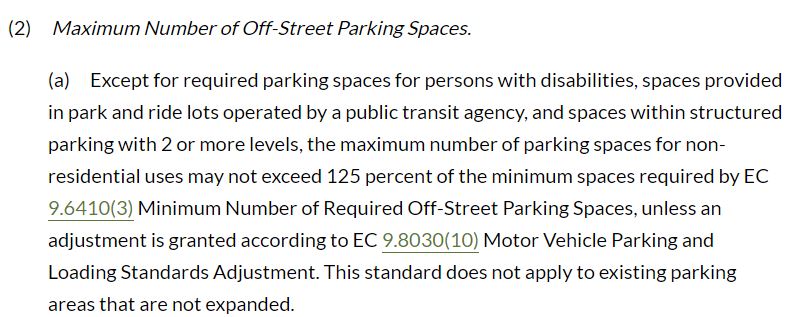 (2) Maximum Number of Off-Street Parking Spaces.
(a) Except for required parking spaces for persons with disabilities, spaces provided
in park and ride lots operated by a public transit agency, and spaces within structured
parking with 2 or more levels, the maximum number of parking spaces for non-
residential uses may not exceed 125 percent of the minimum spaces required by EC
9.6410(3) Minimum Number of Required Off-Street Parking Spaces, unless an
adjustment is granted according to EC 9.8030(10) Motor Vehicle Parking and
Loading Standards Adjustment. This standard does not apply to existing parking
areas that are not expanded.